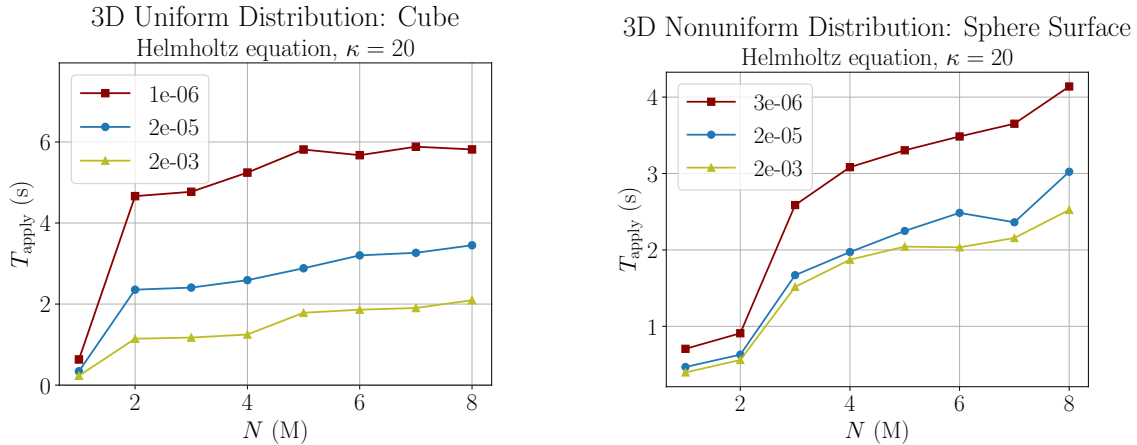 3D Uniform Distribution: Cube
Helmholtz equation, κ = 20
1e-06
2e-05
2e-03
6
4
2
0
T_apply (s)
2
4
6
8
N (M)
3D Nonuniform Distribution: Sphere Surface
Helmholtz equation, κ = 20
3e-06
2e-05
2e-03
4
3
2
1
T_apply (s)
2
4
6
8
N (M)